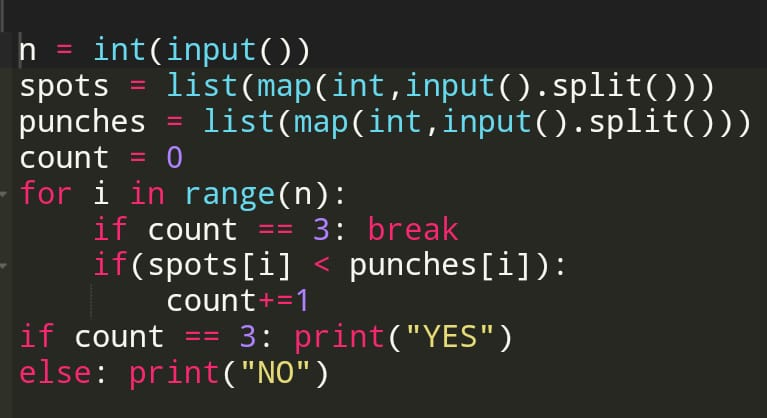 n = int(input())
spots = list(map(int,input().split()))
punches = list(map(int,input().split()))
count = 0
for i in range(n):
    if count == 3: break
    if(spots[i] < punches[i]):
        count+=1
if count == 3: print("YES")
else: print("NO")